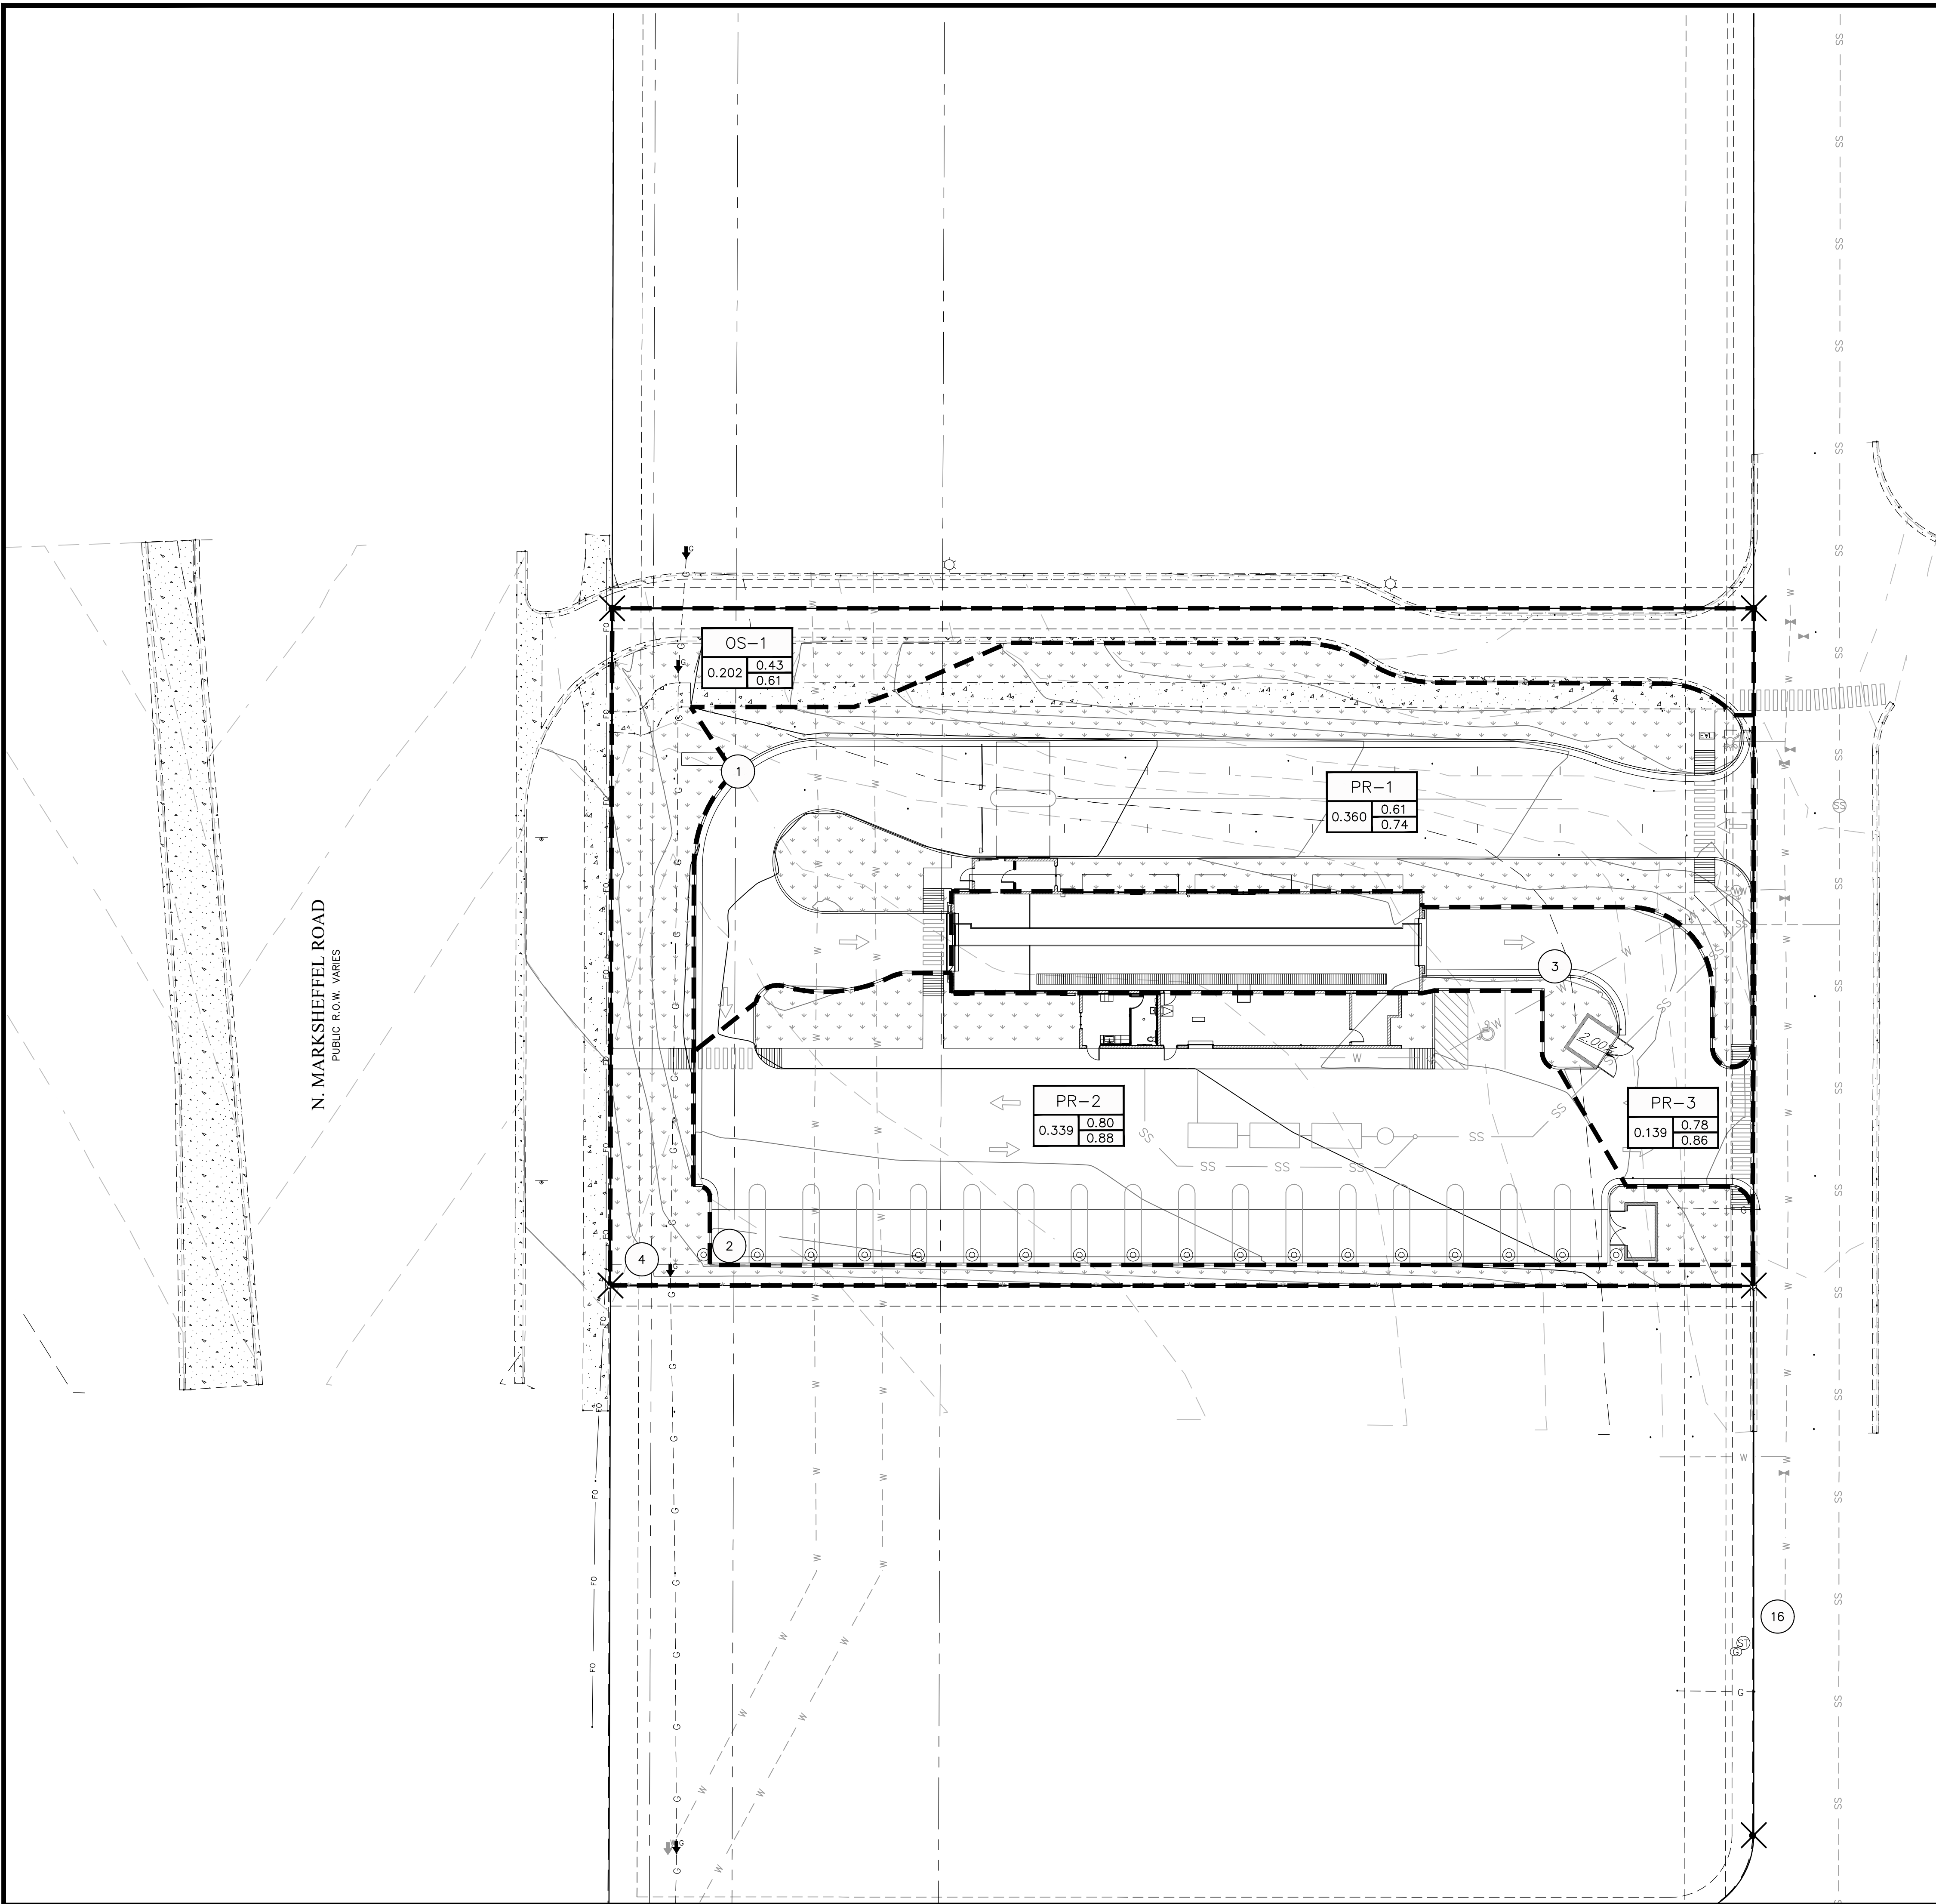 OS-1
0.202
0.43
0.61
PR-1
0.360
0.61
0.74
1
3
2.00%
N. MARKSHEFFEL ROAD
PUBLIC R.O.W. VARIES
PR-2
0.339
0.80
0.88
PR-3
0.139
0.78
0.86
2
4
16
ST
G
W
SS
FO